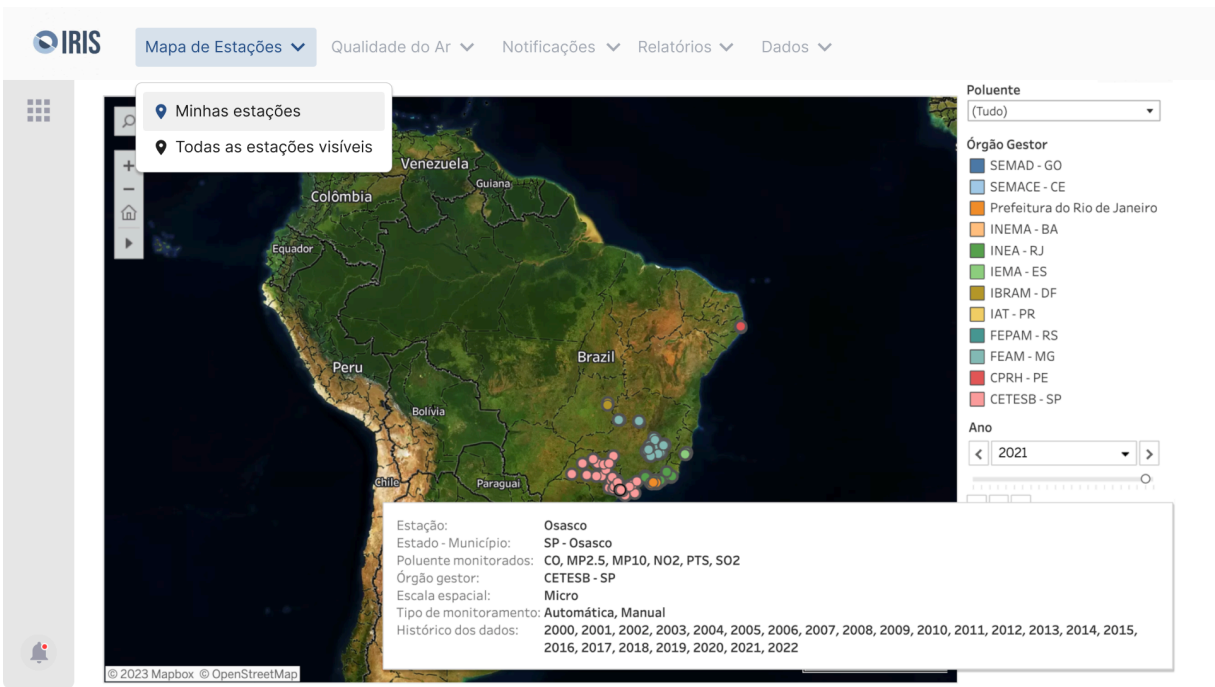 IRIS
Mapa de Estações
Qualidade do Ar
Notificações
Relatórios
Dados
Minhas estações
Todas as estações visíveis
+
−
Venezuela
Guiana
Colômbia
Equador
Peru
Brazil
Bolívia
Chile
Paraguai
Poluente
(Tudo)
Órgão Gestor
SEMAD - GO
SEMACE - CE
Prefeitura do Rio de Janeiro
INEMA - BA
INEA - RJ
IEMA - ES
IBRAM - DF
IAT - PR
FEPAM - RS
FEAM - MG
CPRH - PE
CETESB - SP
Ano
2021
Estação: Osasco
Estado - Município: SP - Osasco
Poluente monitorados: CO, MP2.5, MP10, NO2, PTS, SO2
Órgão gestor: CETESB - SP
Escala espacial: Micro
Tipo de monitoramento: Automática, Manual
Histórico dos dados: 2000, 2001, 2002, 2003, 2004, 2005, 2006, 2007, 2008, 2009, 2010, 2011, 2012, 2013, 2014, 2015,
2016, 2017, 2018, 2019, 2020, 2021, 2022
© 2023 Mapbox © OpenStreetMap